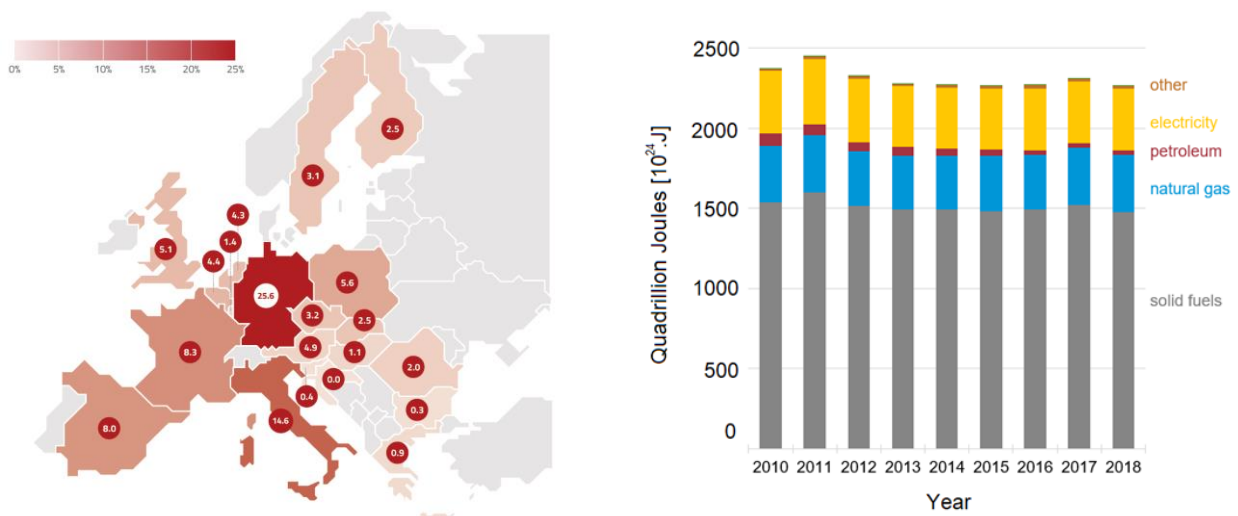 0% 5% 10% 15% 20% 25%
2.5
3.1
4.3
5.1
1.4
4.4
5.6
25.6
3.2
2.5
4.9
8.3
1.1
2.0
0.0
0.4
0.3
14.6
8.0
0.9
Quadrillion Joules [10^24 J]
2500
2000
1500
1000
500
0
other
electricity
petroleum
natural gas
solid fuels
2010 2011 2012 2013 2014 2015 2016 2017 2018
Year